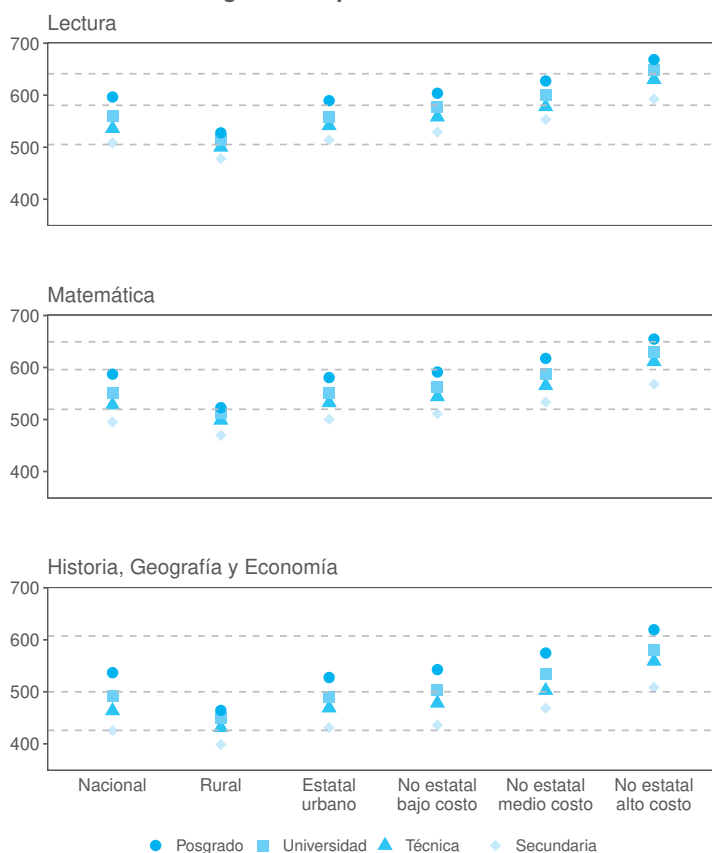 Lectura
700
600
500
400
Matemática
700
600
500
400
Historia, Geografía y Economía
700
600
500
400
Nacional
Rural
Estatal
urbano
No estatal
bajo costo
No estatal
medio costo
No estatal
alto costo
Posgrado
Universidad
Técnica
Secundaria